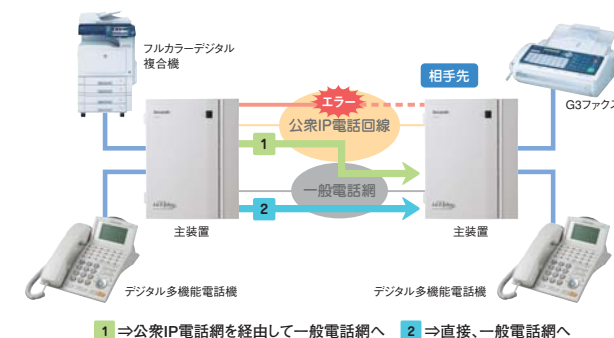 フルカラーデジタル
複合機
相手先
G3ファクス
エラー
公衆IP電話回線
1
一般電話網
2
主装置
主装置
デジタル多機能電話機
デジタル多機能電話機
1 ⇒公衆IP電話網を経由して一般電話網へ 2 ⇒直接、一般電話網へ